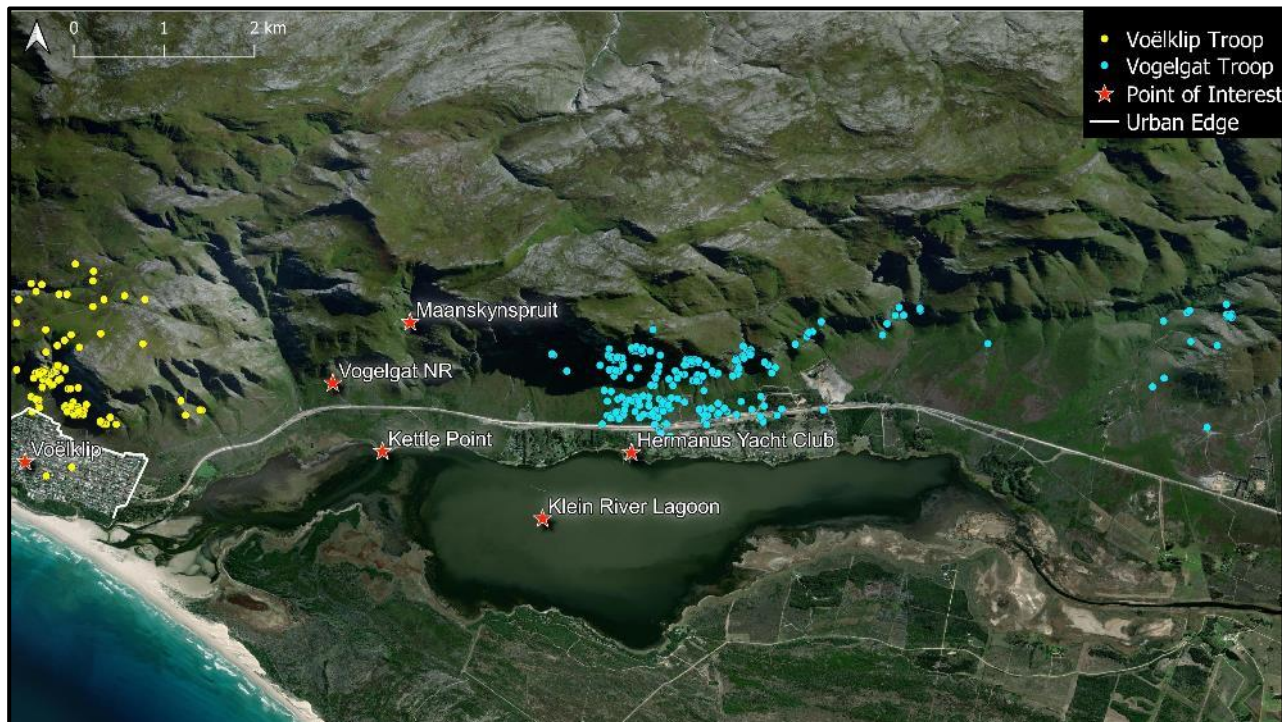 0 1 2 km
Voëlklip Troop
Vogelgat Troop
Point of Interest
Urban Edge
Maanskynspruit
Vogelgat NR
Kettle Point
Hermanus Yacht Club
Voëlklip
Klein River Lagoon